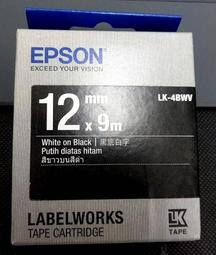 EPSON
EXCEED YOUR VISION
12 mm x 9m
LK-4BWV
White on Black | 黑底白字
Putih diatas hitam
สีขาวบนสีดำ
LABELWORKS
TAPE CARTRIDGE
LK
TAPE